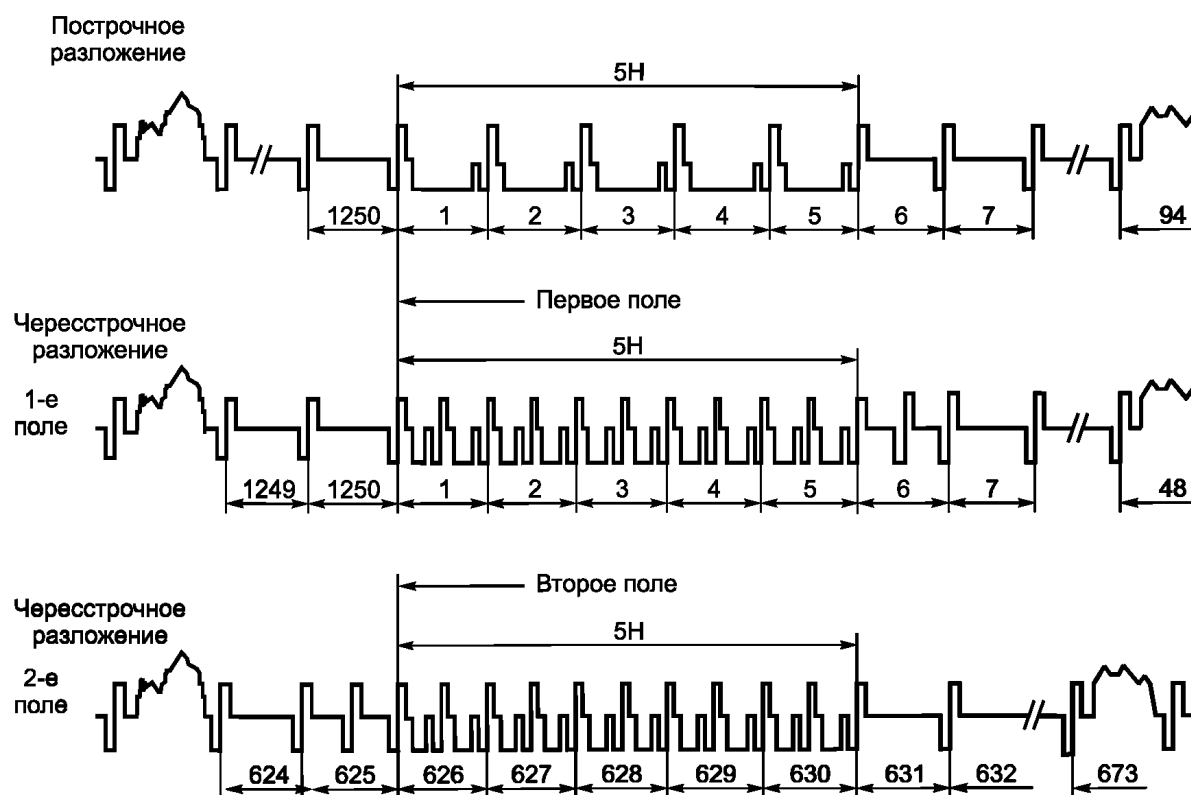 Построчное
разложение
5H
1250 1 2 3 4 5 6 7 94
Первое поле
Чересстрочное
разложение
5H
1-е
поле
1249 1250 1 2 3 4 5 6 7 48
Второе поле
Чересстрочное
разложение
5H
2-е
поле
624 625 626 627 628 629 630 631 632 673